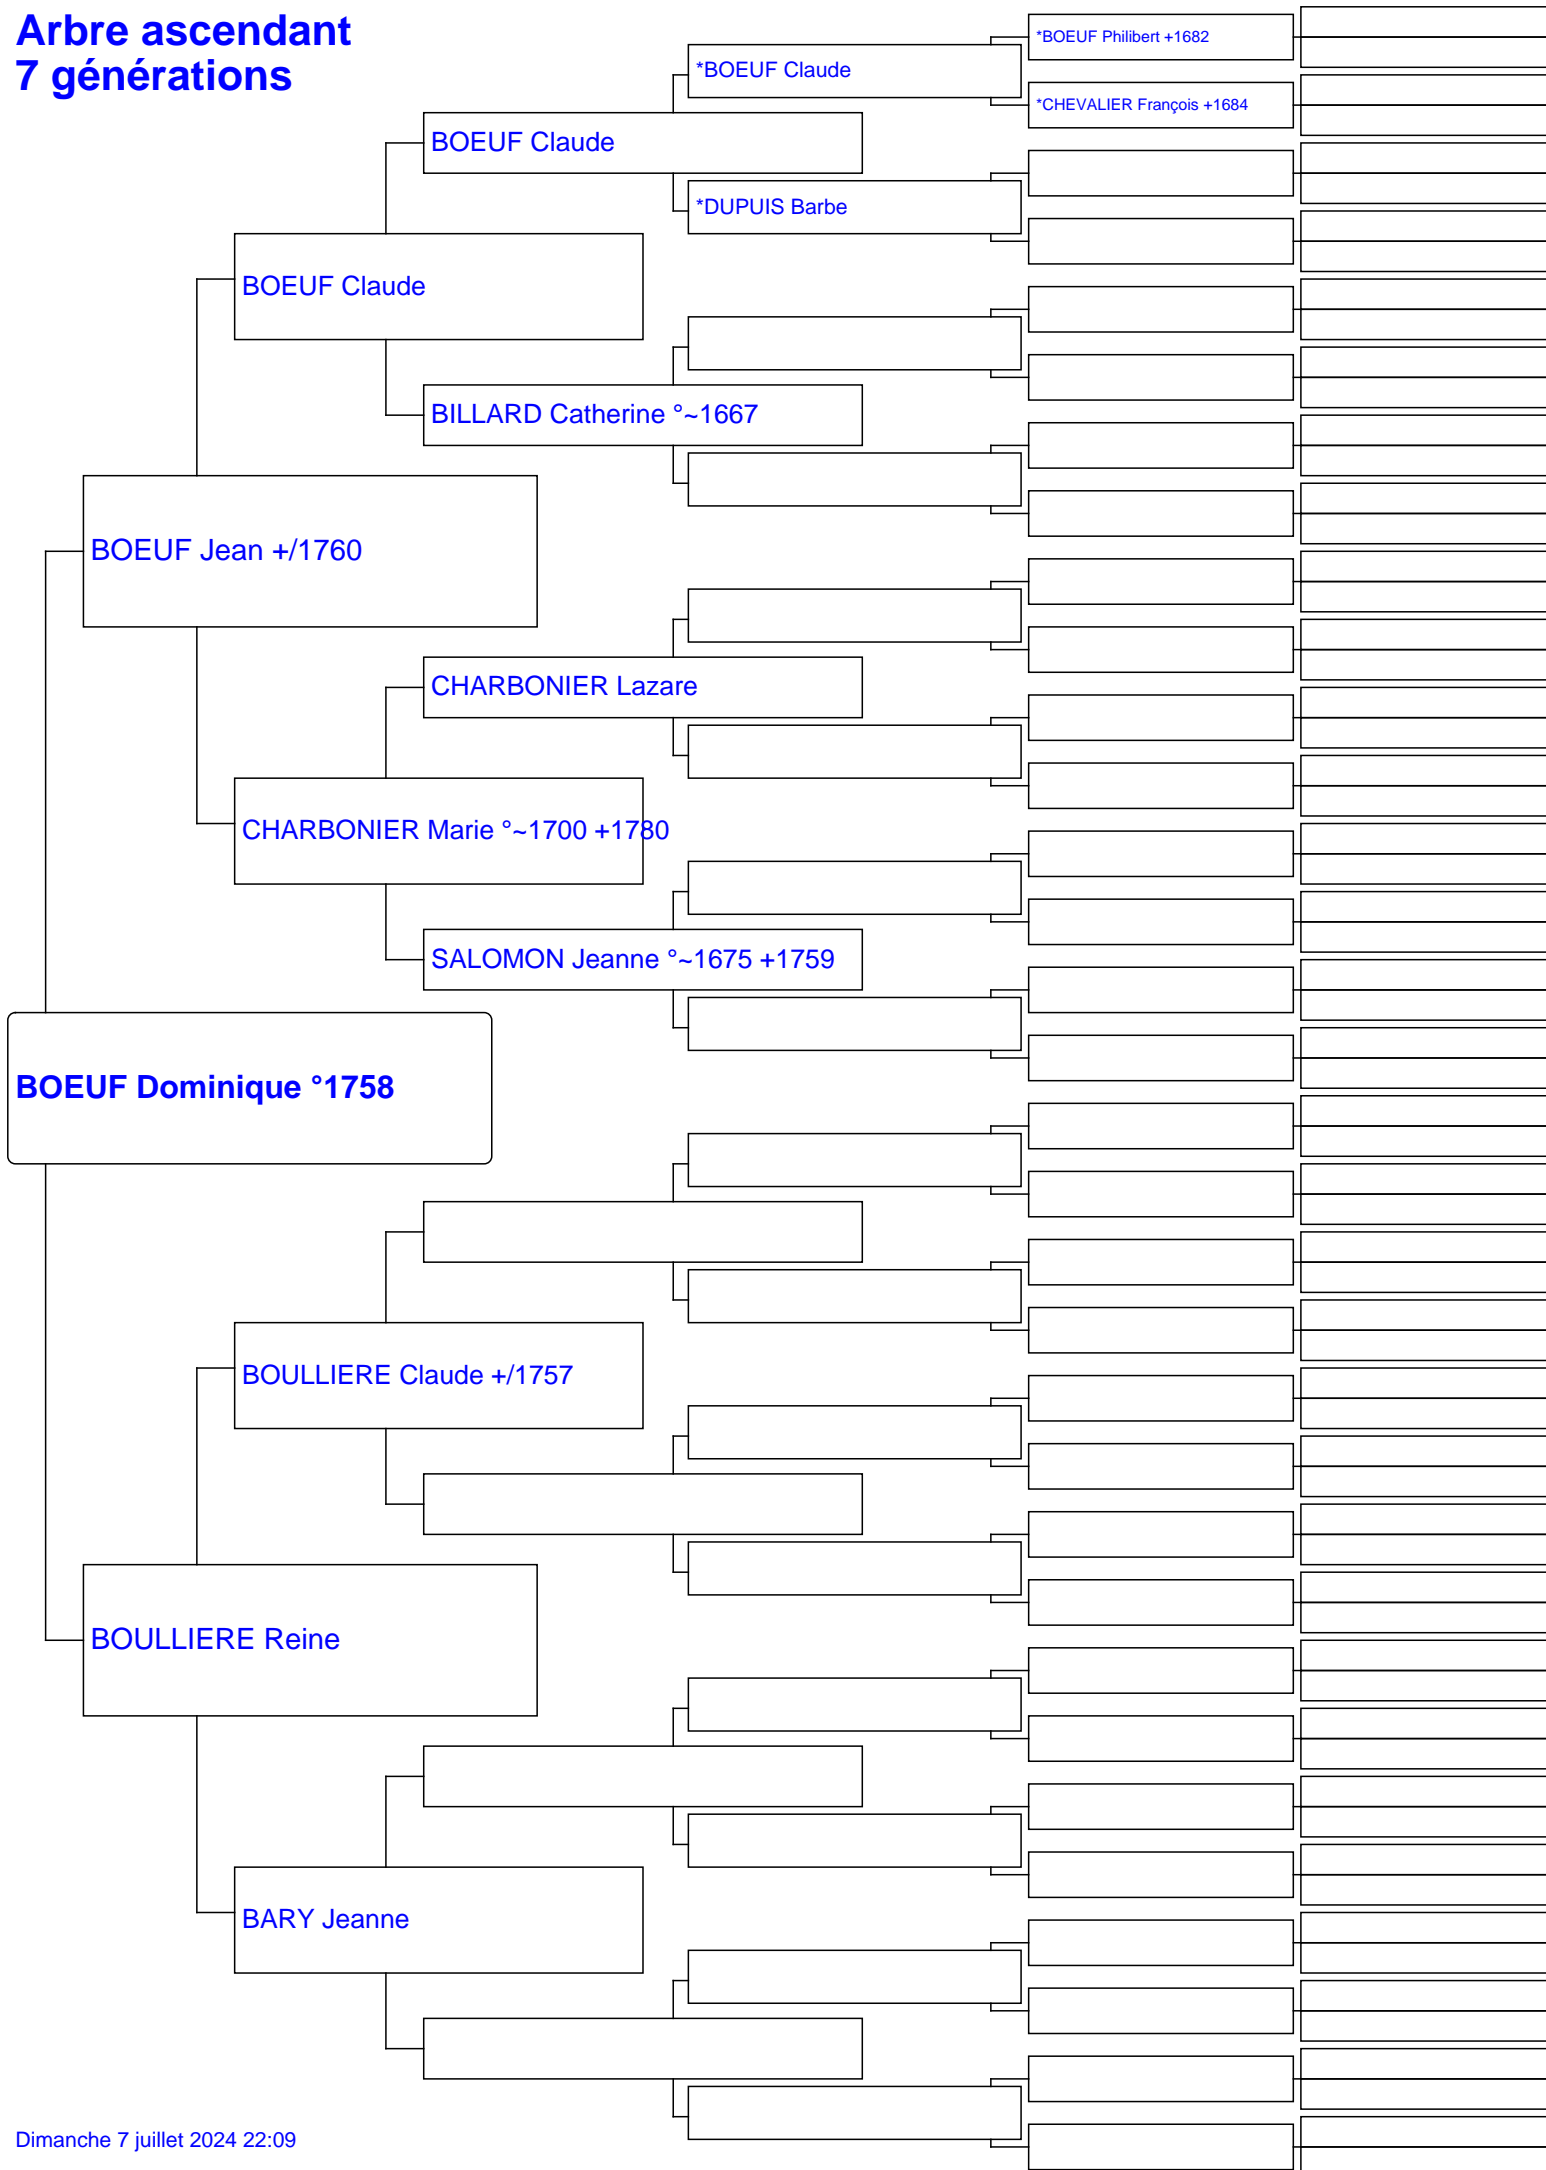 Arbre ascendant
7 générations
*BOEUF Philibert +1682
*BOEUF Claude
*CHEVALIER François +1684
BOEUF Claude
*DUPUIS Barbe
BOEUF Claude
BILLARD Catherine °~1667
BOEUF Jean +/1760
CHARBONIER Lazare
CHARBONIER Marie °~1700 +1780
SALOMON Jeanne °~1675 +1759
BOEUF Dominique °1758
BOULLIERE Claude +/1757
BOULLIERE Reine
BARY Jeanne
Dimanche 7 juillet 2024 22:09